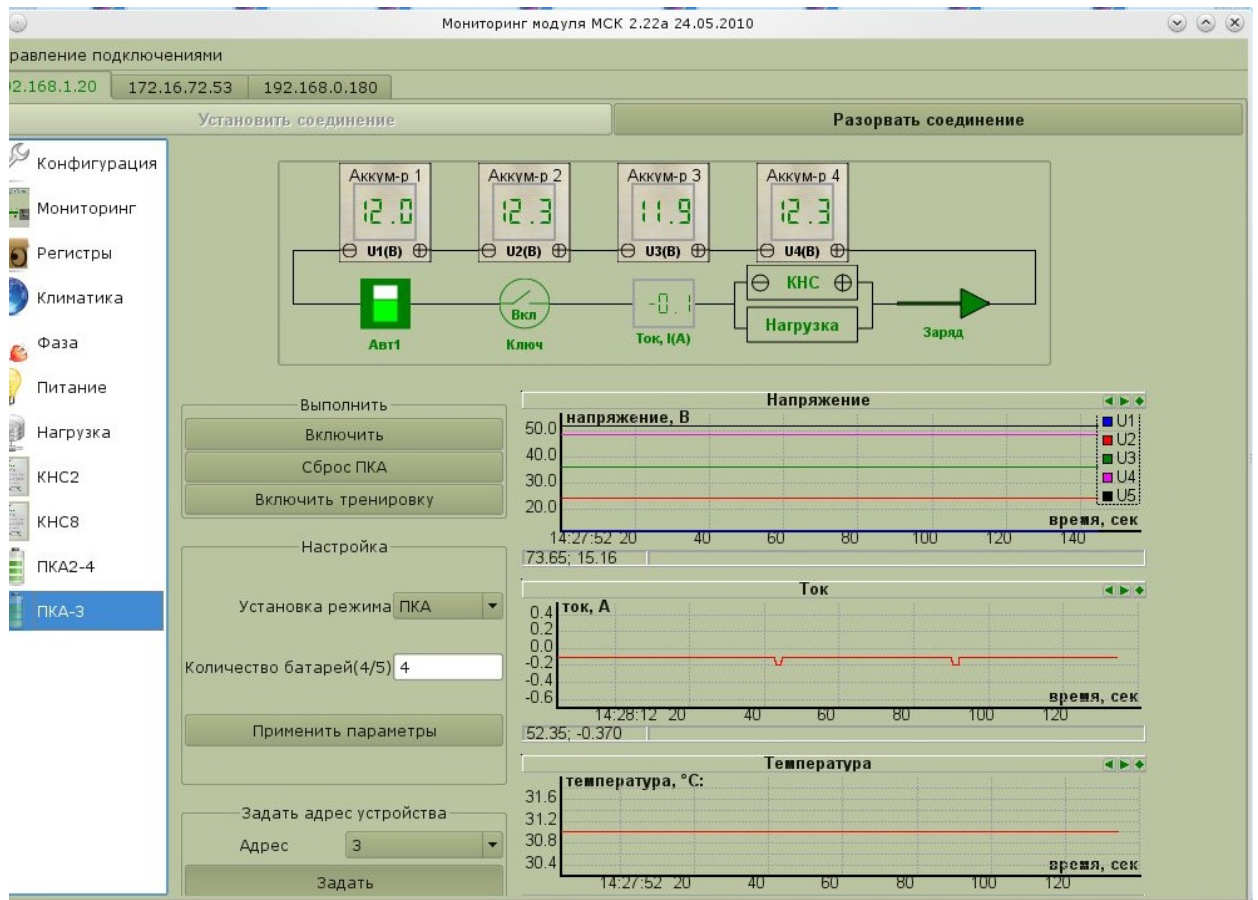 Мониторинг модуля МСК 2.22a 24.05.2010
равление подключениями
92.168.1.20 172.16.72.53 192.168.0.180
Установить соединение Разорвать соединение
Конфигурация
Мониторинг
Регистры
Климатика
Фаза
Питание
Нагрузка
КНС2
КНС8
ПКА2-4
ПКА-3
Аккум-р 1 Аккум-р 2 Аккум-р 3 Аккум-р 4
12.0 12.3 11.9 12.3
U1(В) U2(В) U3(В) U4(В)
КНС
Вкл -0.1 Нагрузка
Авт1 Ключ Ток, I(А) Заряд
Выполнить
Включить
Сброс ПКА
Включить тренировку
Настройка
Установка режима ПКА
Количество батарей(4/5) 4
Применить параметры
Задать адрес устройства
Адрес 3
Задать
Напряжение
напряжение, В
50.0
40.0
30.0
20.0
U1
U2
U3
U4
U5
время, сек
14:27:52 20 40 60 80 100 120 140
73.65; 15.16
Ток
ток, А
0.4
0.2
0.0
-0.2
-0.4
-0.6
время, сек
14:28:12 20 40 60 80 100 120
52.35; -0.370
Температура
температура, °C:
31.6
31.2
30.8
30.4
время, сек
14:27:52 20 40 60 80 100 120